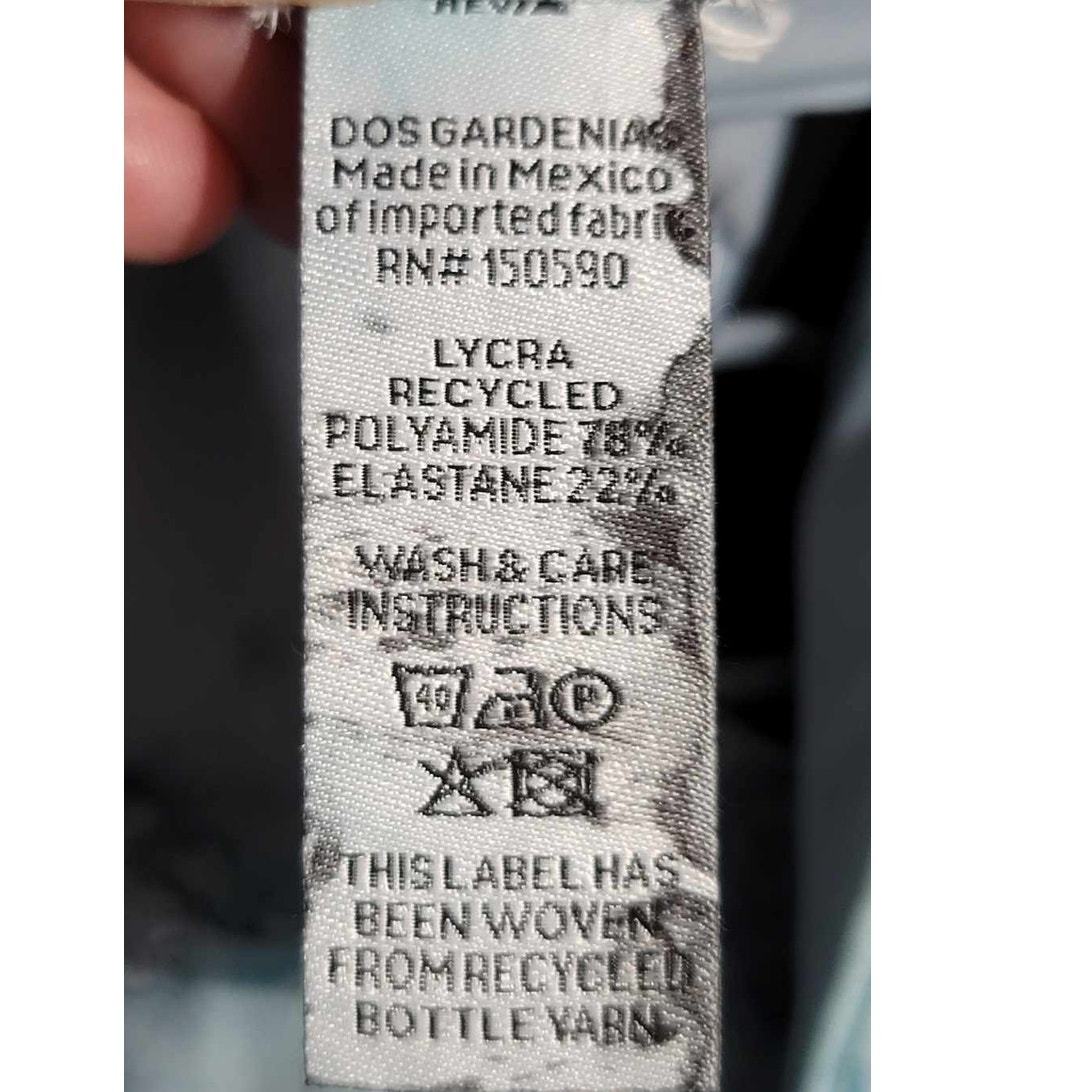 DOS GARDENIAS
Made in Mexico
of imported fabric
RN# 150590
LYCRA
RECYCLED
POLYAMIDE 78%
ELASTANE 22%
WASH & CARE
INSTRUCTIONS
40 P
THIS LABEL HAS
BEEN WOVEN
FROM RECYCLED
BOTTLE YARN